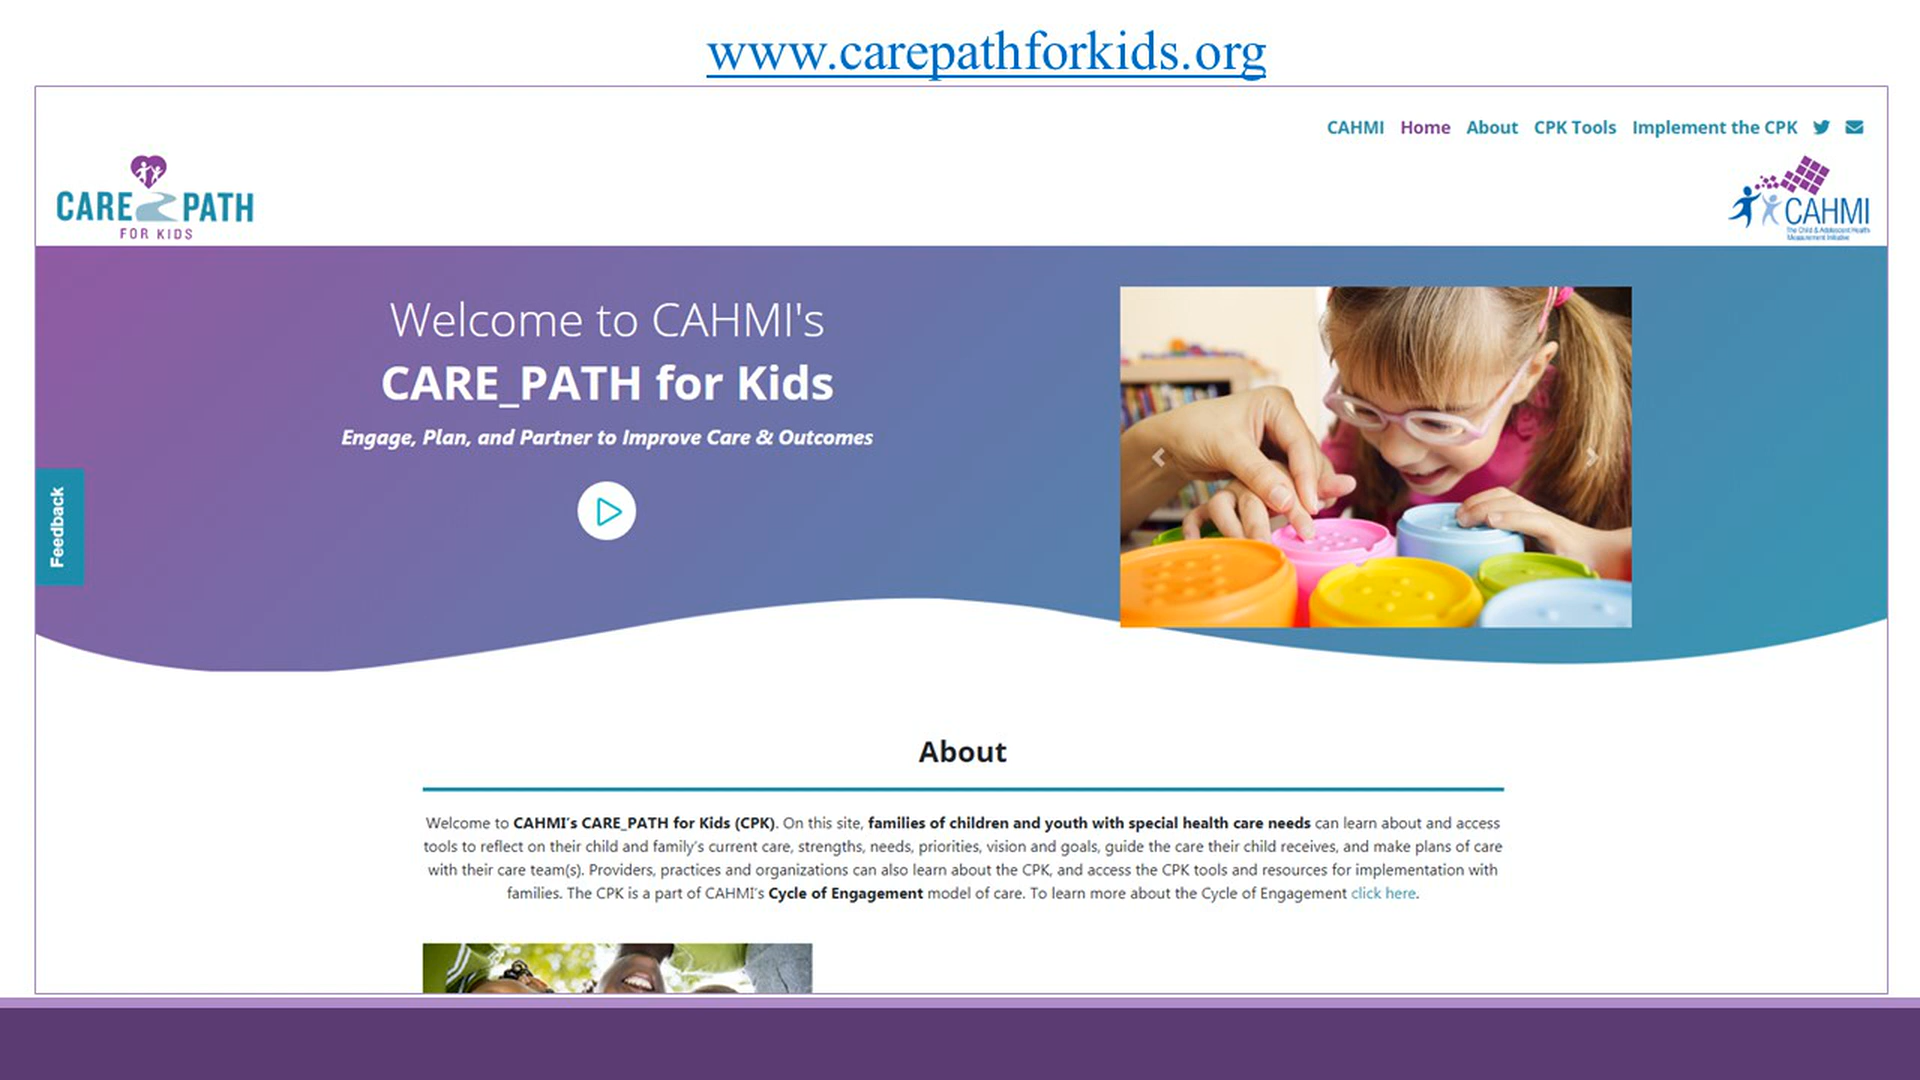 www.carepathforkids.org
CAHMI Home About CPK Tools Implement the CPK
CARE PATH
FOR KIDS
CAHMI
The Child & Adolescent Health
Measurement Initiative
Welcome to CAHMI's
CARE_PATH for Kids
Engage, Plan, and Partner to Improve Care & Outcomes
Feedback
About
Welcome to CAHMI's CARE_PATH for Kids (CPK). On this site, families of children and youth with special health care needs can learn about and access
tools to reflect on their child and family's current care, strengths, needs, priorities, vision and goals, guide the care their child receives, and make plans of care
with their care team(s). Providers, practices and organizations can also learn about the CPK, and access the CPK tools and resources for implementation with
families. The CPK is a part of CAHMI's Cycle of Engagement model of care. To learn more about the Cycle of Engagement click here.